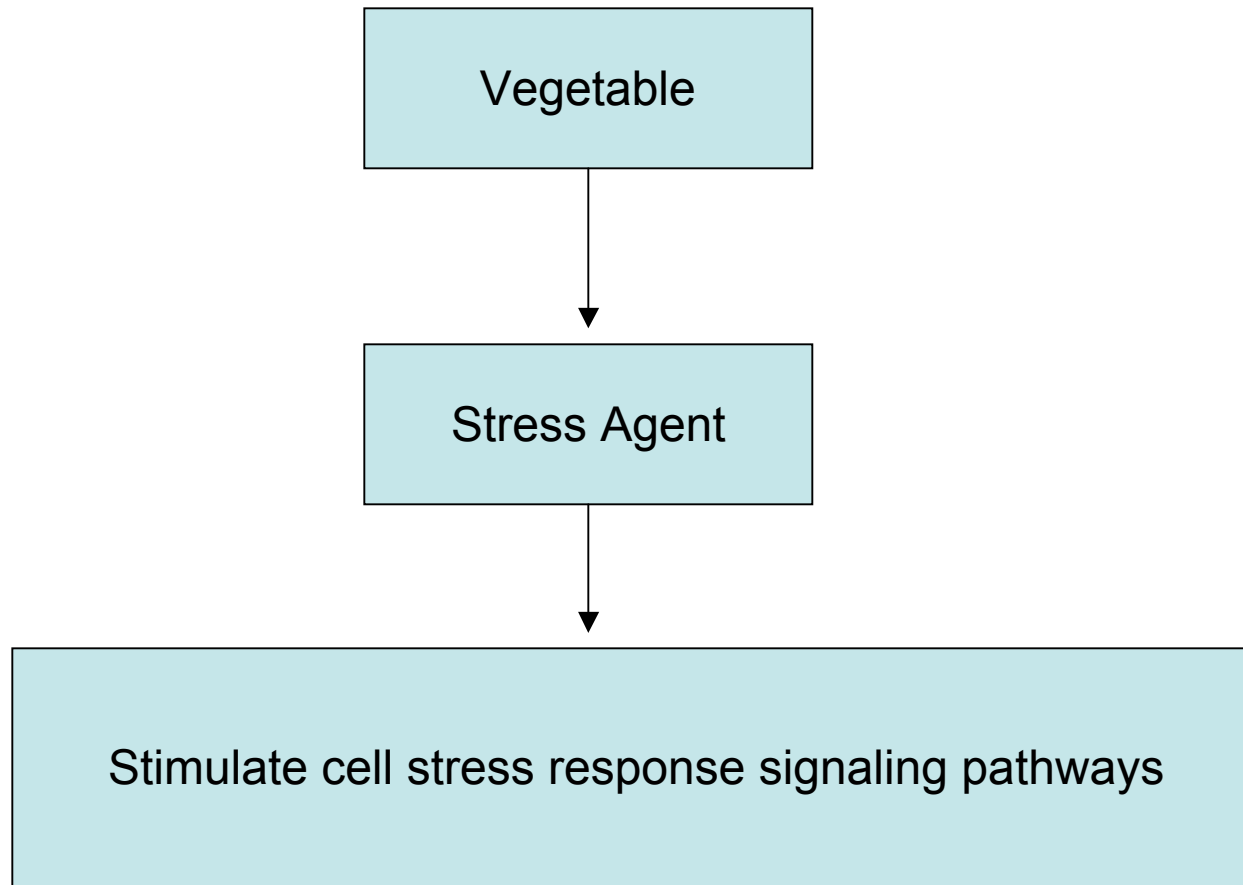 Vegetable
Stress Agent
Stimulate cell stress response signaling pathways